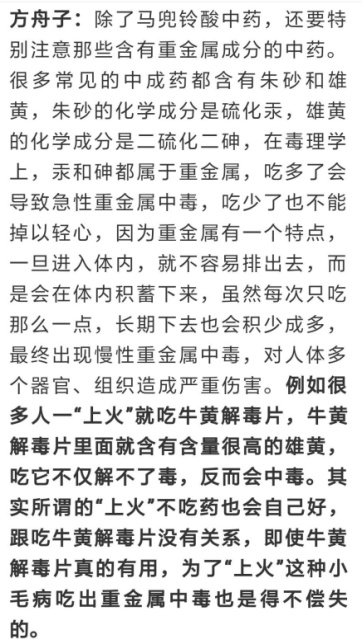 方舟子：除了马兜铃酸中药，还要特
别注意那些含有重金属成分的中药。
很多常见的中成药都含有朱砂和雄
黄，朱砂的化学成分是硫化汞，雄黄
的化学成分是二硫化二砷，在毒理学
上，汞和砷都属于重金属，吃多了会
导致急性重金属中毒，吃少了也不能
掉以轻心，因为重金属有一个特点，
一旦进入体内，就不容易排出去，而
是会在体内积蓄下来，虽然每次只吃
那么一点，长期下去也会积少成多，
最终出现慢性重金属中毒，对人体多
个器官、组织造成严重伤害。例如很
多人一“上火”就吃牛黄解毒片，牛黄
解毒片里面就含有含量很高的雄黄，
吃它不仅解不了毒，反而会中毒。其
实所谓的“上火”不吃药也会自己好，
跟吃牛黄解毒片没有关系，即使牛黄
解毒片真的有用，为了“上火”这种小
毛病吃出重金属中毒也是得不偿失
的。